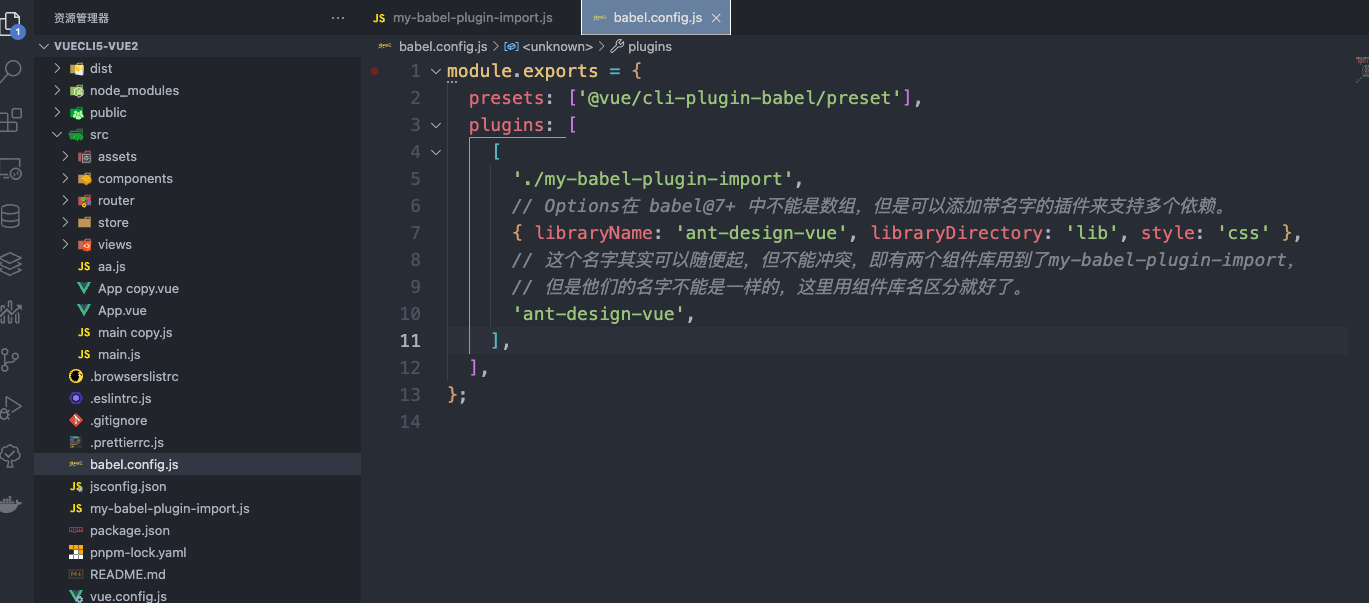 资源管理器 ···
1
VUECLI5-VUE2
dist
node_modules
public
src
assets
components
router
store
views
JS aa.js
App copy.vue
App.vue
JS main copy.js
JS main.js
.browserslistrc
.eslintrc.js
.gitignore
.prettierrc.js
babel.config.js
JS jsconfig.json
JS my-babel-plugin-import.js
package.json
pnpm-lock.yaml
README.md
vue.config.js
JS my-babel-plugin-import.js babel.config.js
babel.config.js > <unknown> > plugins
1 module.exports = {
2 presets: ['@vue/cli-plugin-babel/preset'],
3 plugins: [
4 [
5 './my-babel-plugin-import',
6 // Options在 babel@7+ 中不能是数组，但是可以添加带名字的插件来支持多个依赖。
7 { libraryName: 'ant-design-vue', libraryDirectory: 'lib', style: 'css' },
8 // 这个名字其实可以随便起，但不能冲突，即有两个组件库用到了my-babel-plugin-import，
9 // 但是他们的名字不能是一样的，这里用组件库名区分就好了。
10 'ant-design-vue',
11 ],
12 ],
13 };
14